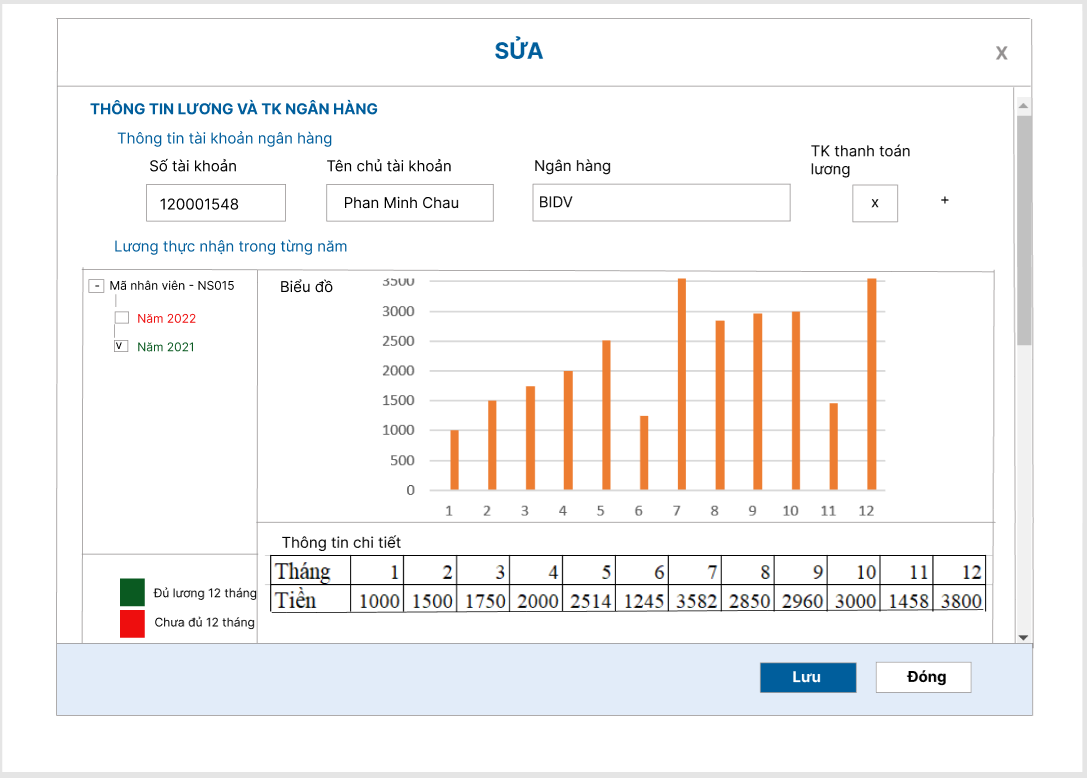 SỬA
X
THÔNG TIN LƯƠNG VÀ TK NGÂN HÀNG
Thông tin tài khoản ngân hàng
Số tài khoản
Tên chủ tài khoản
Ngân hàng
TK thanh toán
lương
120001548
Phan Minh Chau
BIDV
x
+
Lương thực nhận trong từng năm
- Mã nhân viên - NS015
Năm 2022
v Năm 2021
Biểu đồ
3500
3000
2500
2000
1500
1000
500
0
1 2 3 4 5 6 7 8 9 10 11 12
Thông tin chi tiết
Tháng 1 2 3 4 5 6 7 8 9 10 11 12
Tiền 1000 1500 1750 2000 2514 1245 3582 2850 2960 3000 1458 3800
Đủ lương 12 tháng
Chưa đủ 12 tháng
Lưu
Đóng